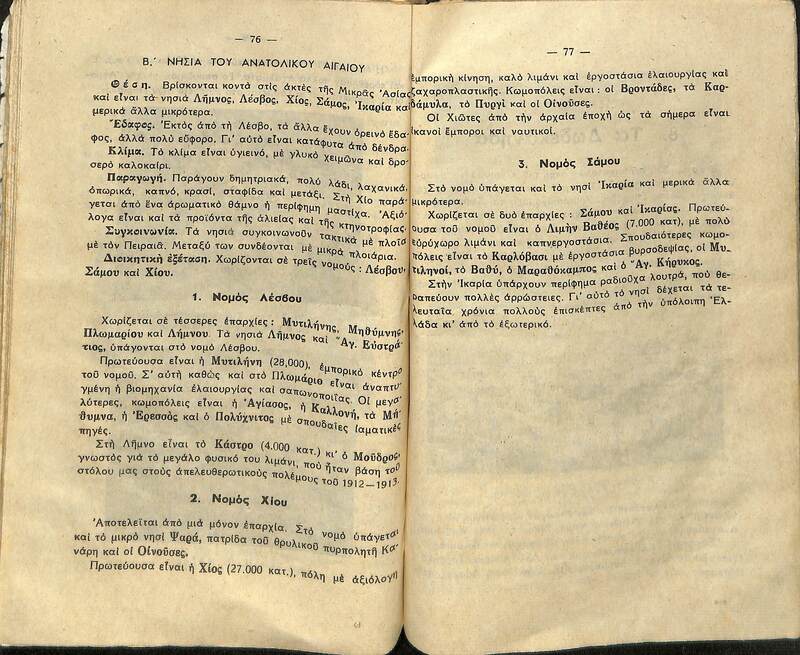 — 76 —
Β.′ ΝΗΣΙΑ ΤΟΥ ΑΝΑΤΟΛΙΚΟΥ ΑΙΓΑΙΟΥ
Θέση. Βρίσκονται κοντὰ στὶς ἀκτὲς τῆς Μικρᾶς Ἀσίας
καὶ εἶναι τὰ νησιὰ Λῆμνος, Λέσβος, Χίος, Σάμος, Ἰκαρία καὶ
μερικὰ ἄλλα μικρότερα.
Ἔδαφος. Ἐκτὸς ἀπὸ τὴ Λέσβο, τὰ ἄλλα ἔχουν ὀρεινὸ ἔδα-
φος, ἀλλὰ πολὺ εὔφορο. Γι' αὐτὸ εἶναι κατάφυτα ἀπὸ δένδρα.
Κλίμα. Τὸ κλίμα εἶναι ὑγιεινό, μὲ γλυκὸ χειμῶνα καὶ δρο-
σερὸ καλοκαίρι.
Παραγωγή. Παράγουν δημητριακά, πολὺ λάδι, λαχανικά,
ὀπωρικά, καπνό, κρασί, σταφίδα καὶ μετάξι. Στὴ Χίο παρά-
γεται ἀπὸ ἕνα ἀρωματικὸ θάμνο ἡ περίφημη μαστίχα. Ἀξιό-
λογα εἶναι καὶ τὰ προϊόντα τῆς ἁλιείας καὶ τῆς κτηνοτροφίας.
Συγκοινωνία. Τὰ νησιὰ συγκοινωνοῦν τακτικὰ μὲ πλοῖα
μὲ τὸν Πειραιᾶ. Μεταξύ των συνδέονται μὲ μικρὰ πλοιάρια.
Διοικητικὴ ἐξέταση. Χωρίζονται σὲ τρεῖς νομούς : Λέσβου,
Σάμου καὶ Χίου.
1. Νομὸς Λέσβου
Χωρίζεται σὲ τέσσερες ἐπαρχίες : Μυτιλήνης, Μηθύμνης,
Πλωμαρίου καὶ Λήμνου. Τὰ νησιὰ Λῆμνος καὶ Ἅγ. Εὐστρά-
τιος, ὑπάγονται στὸ νομὸ Λέσβου.
Πρωτεύουσα εἶναι ἡ Μυτιλήνη (28,000), ἐμπορικὸ κέντρο
τοῦ νομοῦ. Σ' αὐτὴ καθὼς καὶ στὸ Πλωμάριο εἶναι ἀναπτυ-
γμένη ἡ βιομηχανία ἐλαιουργίας καὶ σαπωνοποιΐας. Οἱ μεγα-
λύτερες, κωμοπόλεις εἶναι ἡ Ἁγίασος, ἡ Καλλονή, τὰ Μή-
θυμνα, ἡ Ἐρεσσὸς καὶ ὁ Πολύχνιτος μὲ σπουδαῖες ἰαματικὲς
πηγές.
Στὴ Λῆμνο εἶναι τὸ Κάστρο (4.000 κατ.) κι' ὁ Μοῦδρος,
γνωστὸς γιὰ τὸ μεγάλο φυσικό του λιμάνι, ποὺ ἦταν βάση τοῦ
στόλου μας στοὺς ἀπελευθερωτικοὺς πολέμους τοῦ 1912—1913.
2. Νομὸς Χίου
Ἀποτελεῖται ἀπὸ μιὰ μόνον ἐπαρχία. Στὸ νομὸ ὑπάγεται
καὶ τὸ μικρὸ νησὶ Ψαρά, πατρίδα τοῦ θρυλικοῦ πυρπολητῆ Κα-
νάρη καὶ οἱ Οἰνοῦσες,
Πρωτεύουσα εἶναι ἡ Χίος (27.000 κατ.), πόλη μὲ ἀξιόλογη
— 77 —
ἐμπορικὴ κίνηση, καλὸ λιμάνι καὶ ἐργοστάσια ἐλαιουργίας καὶ
ζαχαροπλαστικῆς. Κωμοπόλεις εἶναι : οἱ Βροντάδες, τὰ Καρ-
δάμυλα, τὸ Πυργὶ καὶ οἱ Οἰνοῦσες.
Οἱ Χιῶτες ἀπὸ τὴν ἀρχαία ἐποχὴ ὡς τὰ σήμερα εἶναι
ἱκανοὶ ἔμποροι καὶ ναυτικοί.
3. Νομὸς Σάμου
Στὸ νομὸ ὑπάγεται καὶ τὸ νησὶ Ἰκαρία καὶ μερικὰ ἄλλα
μικρότερα.
Χωρίζεται σὲ δυὸ ἐπαρχίες : Σάμου καὶ Ἰκαρίας. Πρωτεύ-
ουσα τοῦ νομοῦ εἶναι ὁ Λιμὴν Βαθέος (7.000 κατ), μὲ πολὺ
εὐρύχωρο λιμάνι καὶ καπνεργοστάσια. Σπουδαιότερες κωμο-
πόλεις εἶναι τὸ Καρλόβασι μὲ ἐργοστάσια βυρσοδεψίας, οἱ Μυ-
τιληνοί, τὸ Βαθύ, ὁ Μαραθόκαμπος καὶ ὁ Ἅγ. Κήρυκος.
Στὴν Ἰκαρία ὑπάρχουν περίφημα ραδιοῦχα λουτρά, ποὺ θε-
ραπεύουν πολλὲς ἀρρώστειες. Γι' αὐτὸ τὸ νησὶ δέχεται τὰ τε-
λευταῖα χρόνια πολλοὺς ἐπισκέπτες ἀπὸ τὴν ὑπόλοιπη Ἑλ-
λάδα κι' ἀπὸ τὸ ἐξωτερικό.